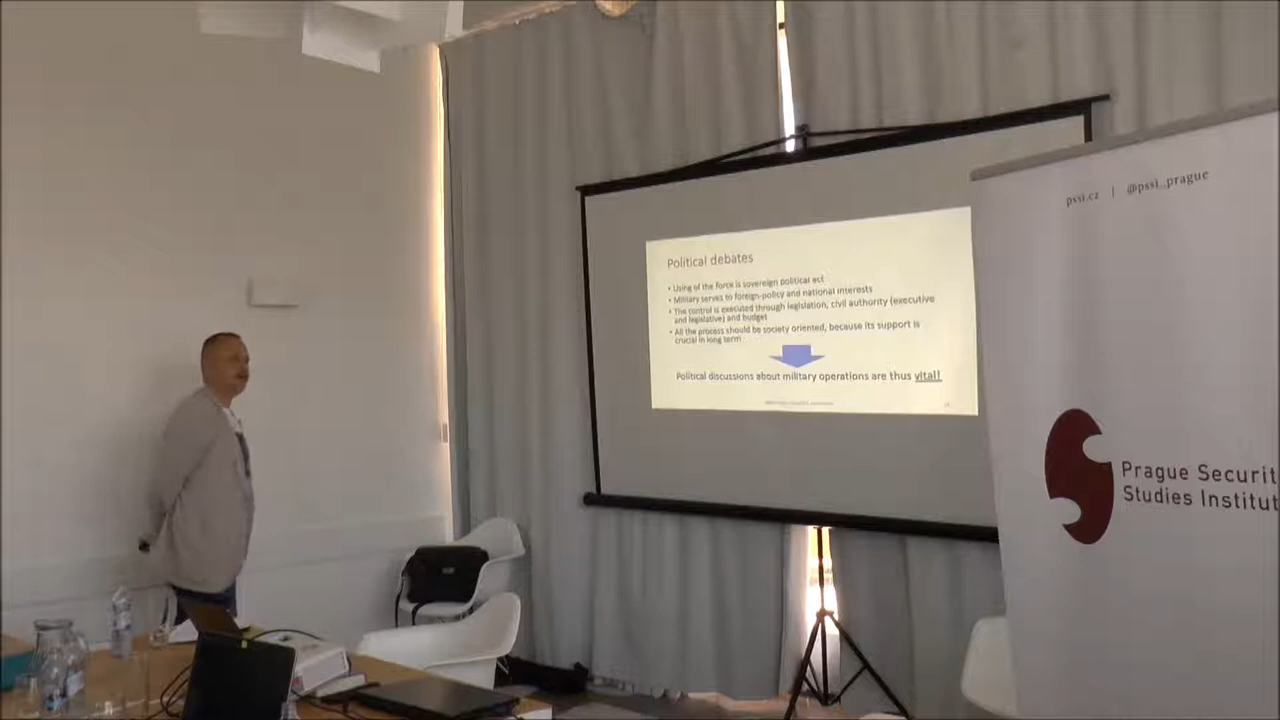 pssi.cz | @pssi_prague
Political debates
• Using of the force is sovereign political act
• Military serves to foreign-policy and national interests
• The control is executed through legislation, civil authority (executive
and legislative) and budget
• All the process should be society oriented, because its support is
crucial in long term
Political discussions about military operations are thus vital!
Prague Securit
Studies Institut